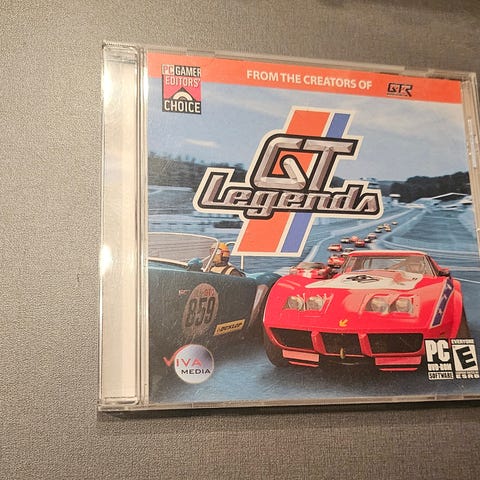 PC GAMER
EDITORS'
CHOICE
FROM THE CREATORS OF GTR
GT
Legends
859
DUNLOP
VIVA
MEDIA
PC
DVD-ROM
SOFTWARE
EVERYONE
E
ESRB